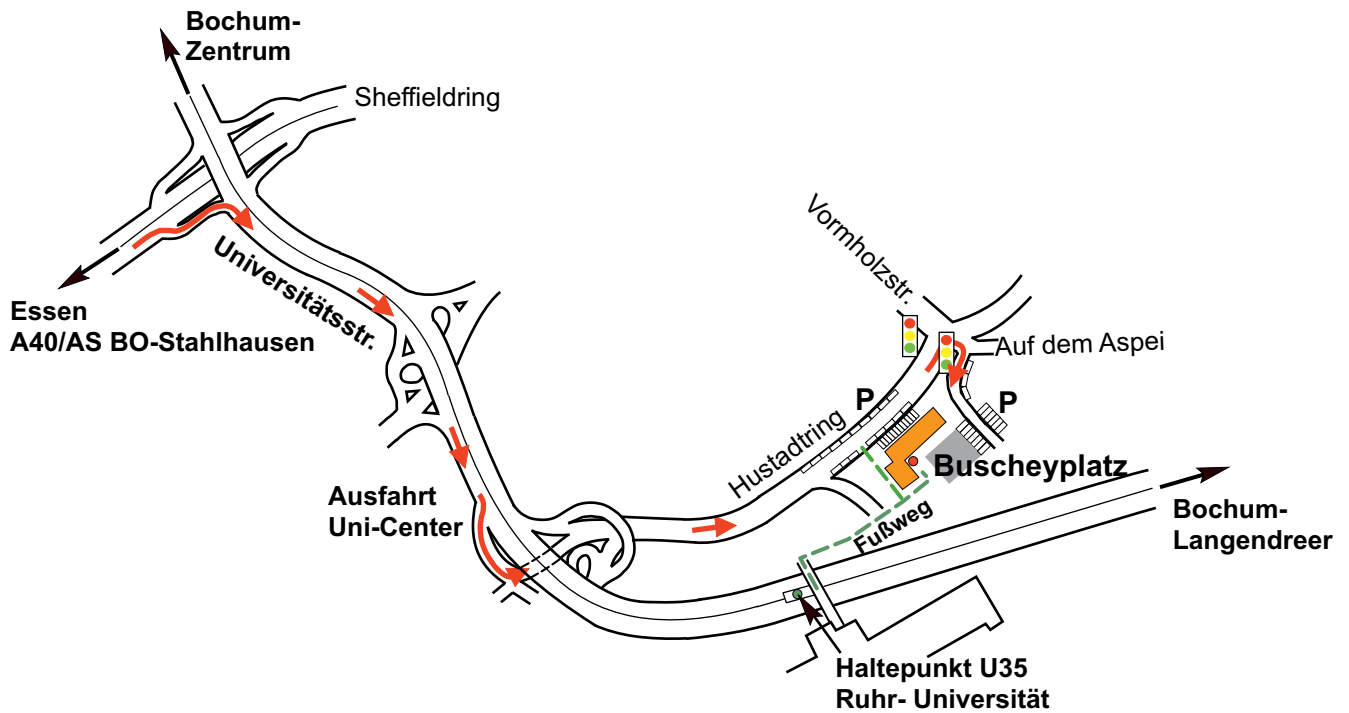 Bochum-
Zentrum
Sheffieldring
Essen
A40/AS BO-Stahlhausen
Universitätsstr.
Vormholzstr.
Auf dem Aspei
P
P
Hustadtring
Buscheyplatz
Ausfahrt
Uni-Center
Fußweg
Bochum-
Langendreer
Haltepunkt U35
Ruhr- Universität